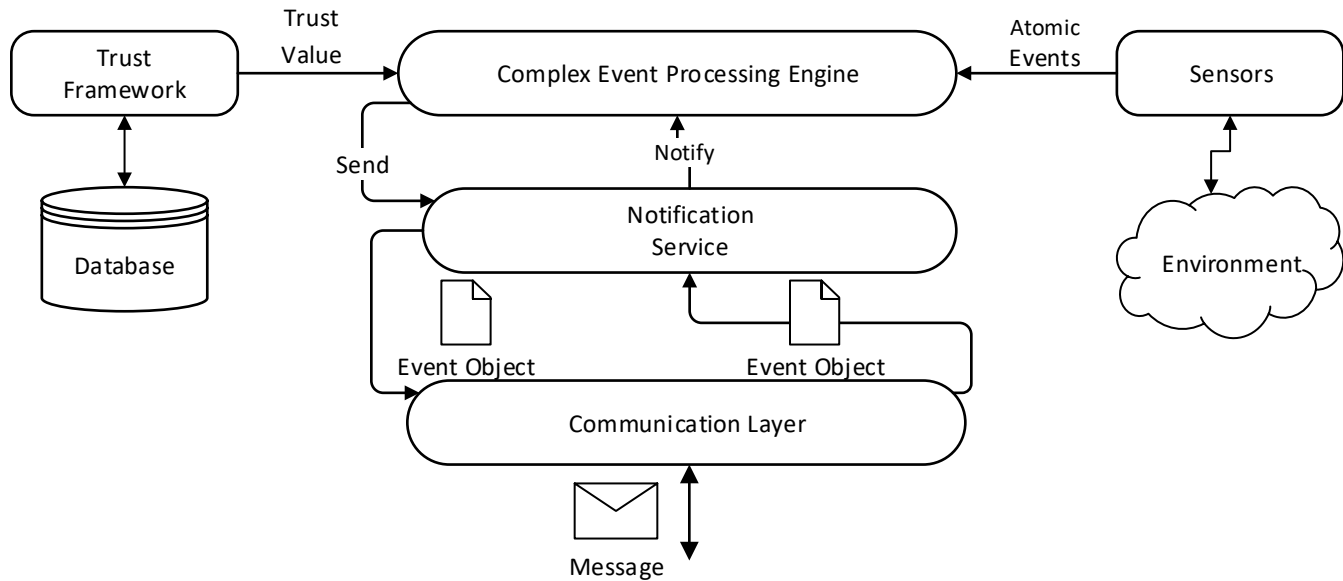 Trust
Value
Atomic
Events
Trust
Framework
Complex Event Processing Engine
Sensors
Send
Notify
Notification
Service
Database
Environment
Event Object
Event Object
Communication Layer
Message